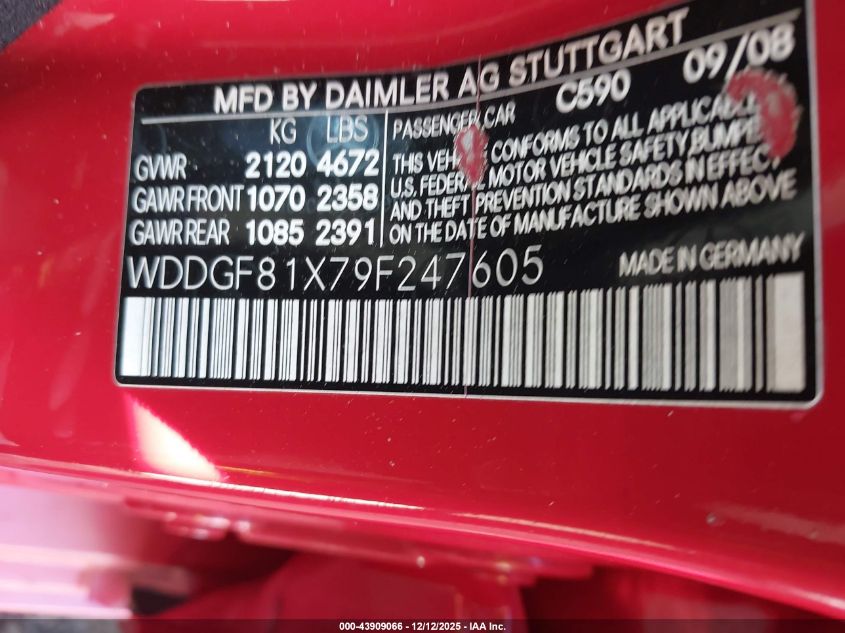 MFD BY DAIMLER AG STUTTGART
C590 09/08
KG LBS
GVWR 2120 4672
GAWR FRONT 1070 2358
GAWR REAR 1085 2391
PASSENGER CAR
THIS VEH CONFORMS TO ALL APPLICABLE
U.S. FEDERAL MOTOR VEHICLE SAFETY, BUMPE
AND THEFT PREVENTION STANDARDS IN EFFECT
ON THE DATE OF MANUFACTURE SHOWN ABOVE
WDDGF81X79F247605
MADE IN GERMANY
000-43909066 - 12/12/2025 - IAA Inc.